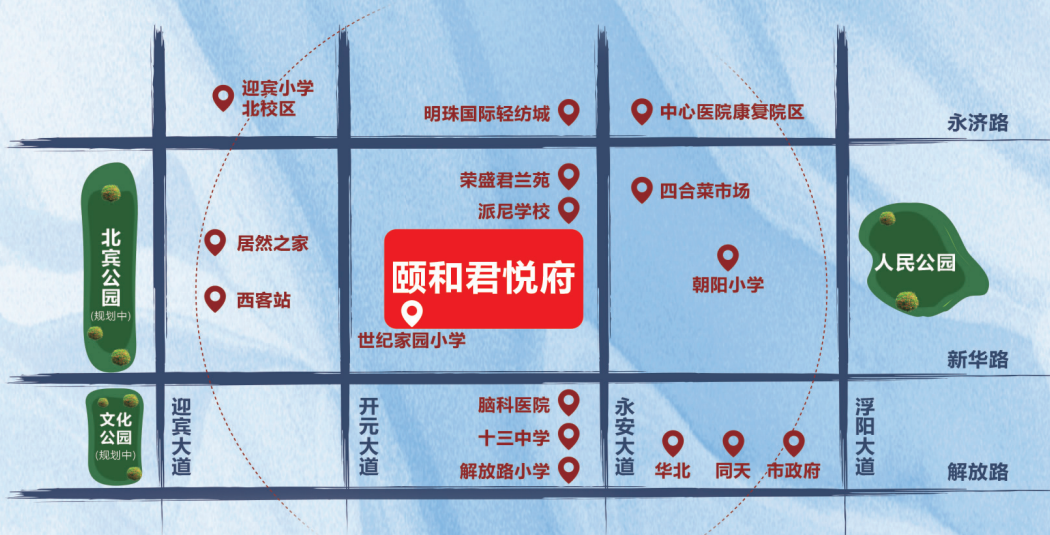 迎宾小学
北校区
明珠国际轻纺城
中心医院康复院区
永济路
荣盛君兰苑
四合菜市场
派尼学校
北宾公园
(规划中)
居然之家
西客站
颐和君悦府
世纪家园小学
朝阳小学
人民公园
新华路
文化
公园
(规划中)
迎宾大道
开元大道
脑科医院
十三中学
解放路小学
永安大道
华北
同天
市政府
浮阳大道
解放路